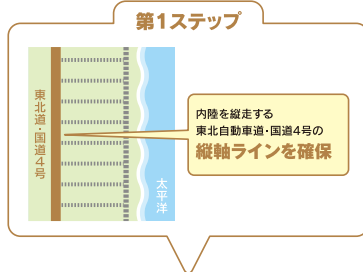 第1ステップ
東北道・国道4号
太平洋
内陸を縦走する
東北自動車道・国道4号の
縦軸ラインを確保